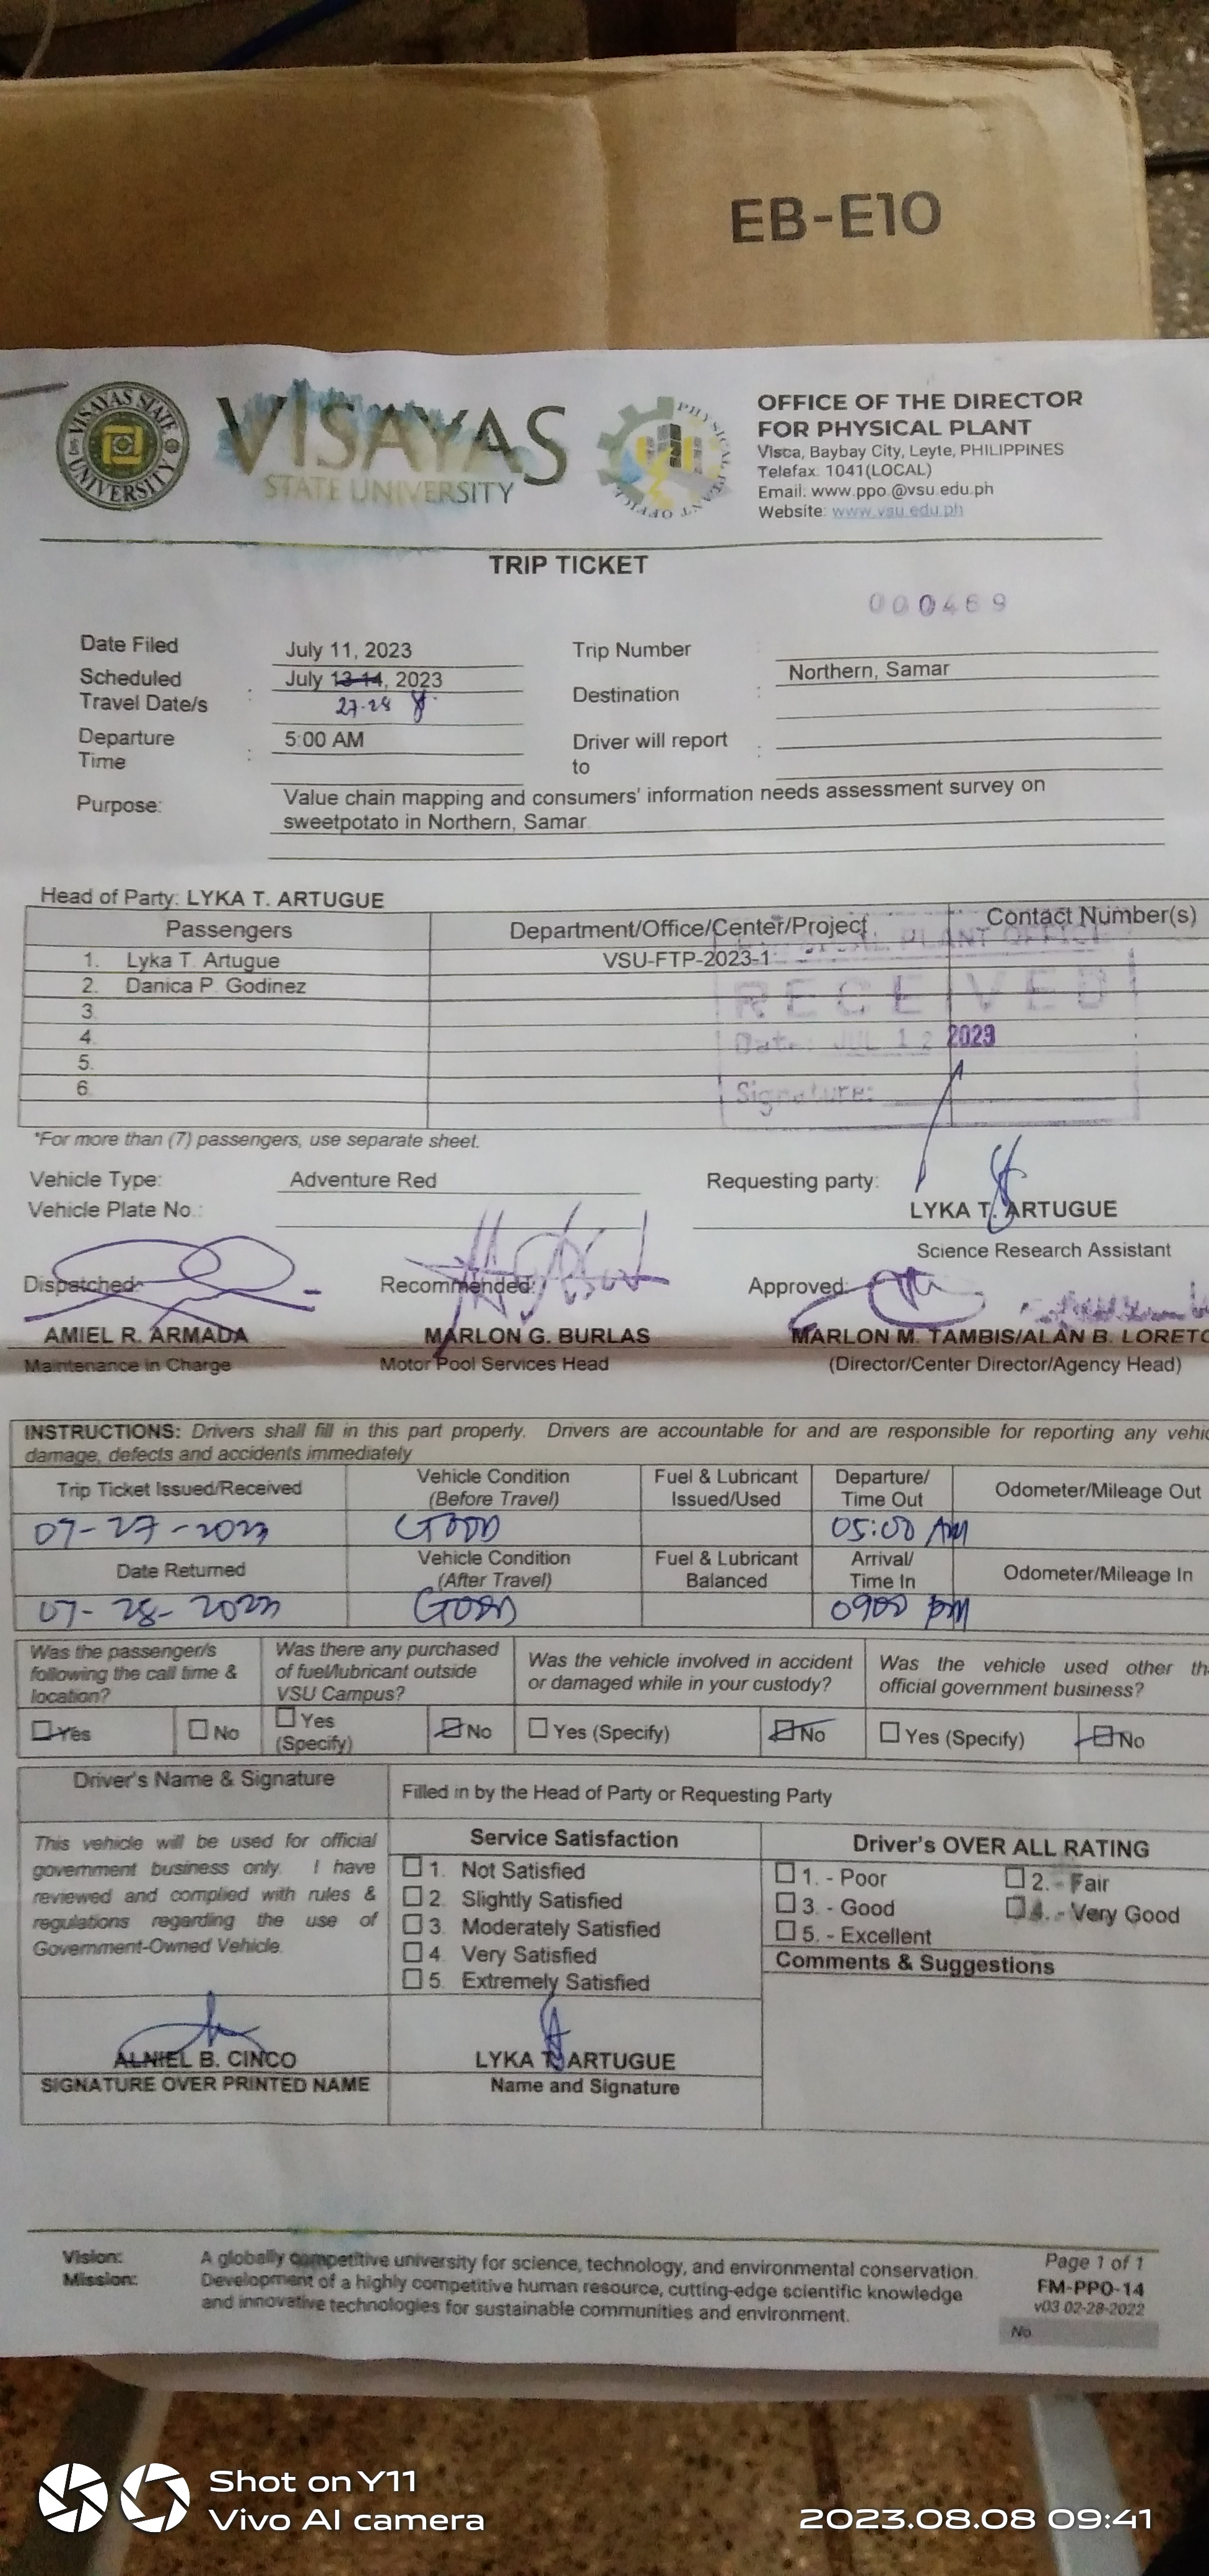 EB-E10
VISAYAS STATE UNIVERSITY
VISAYAS
STATE UNIVERSITY
PHYSICAL PLANT OFFICE
OFFICE OF THE DIRECTOR
FOR PHYSICAL PLANT
Visca, Baybay City, Leyte, PHILIPPINES
Telefax: 1041(LOCAL)
Email: www.ppo.@vsu.edu.ph
Website: www.vsu.edu.ph
TRIP TICKET
000469
Date Filed July 11, 2023 Trip Number
Scheduled Travel Date/s : July 13-14, 2023 Destination : Northern, Samar
27-28
Departure Time : 5:00 AM Driver will report to :
Purpose: Value chain mapping and consumers' information needs assessment survey on
sweetpotato in Northern, Samar
Head of Party: LYKA T. ARTUGUE
Passengers Department/Office/Center/Project Contact Number(s)
1. Lyka T. Artugue VSU-FTP-2023-1
2. Danica P. Godinez
3.
4.
5.
6.
PLANT OFFICE
RECEIVED
Date: JUL 12 2023
Signature:
*For more than (7) passengers, use separate sheet.
Vehicle Type: Adventure Red Requesting party:
Vehicle Plate No.: LYKA T. ARTUGUE
Science Research Assistant
Dispatched: Recommended: Approved:
AMIEL R. ARMADA MARLON G. BURLAS MARLON M. TAMBIS/ALAN B. LORETO
Maintenance in Charge Motor Pool Services Head (Director/Center Director/Agency Head)
INSTRUCTIONS: Drivers shall fill in this part properly. Drivers are accountable for and are responsible for reporting any
damage, defects and accidents immediately
Trip Ticket Issued/Received Vehicle Condition (Before Travel) Fuel & Lubricant Issued/Used Departure/ Time Out Odometer/Mileage Out
07-27-2023 GOOD 05:00 AM
Date Returned Vehicle Condition (After Travel) Fuel & Lubricant Balanced Arrival/ Time In Odometer/Mileage In
07-28-2023 GOOD 0900 PM
Was the passenger/s following the call time & location?
Was there any purchased of fuel/lubricant outside VSU Campus?
Was the vehicle involved in accident or damaged while in your custody?
Was the vehicle used other official government business?
Yes No Yes (Specify) No Yes (Specify) No Yes (Specify) No
Driver's Name & Signature Filled in by the Head of Party or Requesting Party
This vehicle will be used for official
government business only. I have
reviewed and complied with rules &
regulations regarding the use of
Government-Owned Vehicle.
Service Satisfaction
1. Not Satisfied
2. Slightly Satisfied
3. Moderately Satisfied
4. Very Satisfied
5. Extremely Satisfied
Driver's OVER ALL RATING
1. - Poor 2. - Fair
3. - Good 4. - Very Good
5. - Excellent
Comments & Suggestions
ALNIEL B. CINCO LYKA T. ARTUGUE
SIGNATURE OVER PRINTED NAME Name and Signature
Vision: A globally competitive university for science, technology, and environmental conservation.
Mission: Development of a highly competitive human resource, cutting-edge scientific knowledge
and innovative technologies for sustainable communities and environment.
Page 1 of 1
FM-PPO-14
v03 02-28-2022
No.
Shot on Y11
Vivo AI camera
2023.08.08 09:41